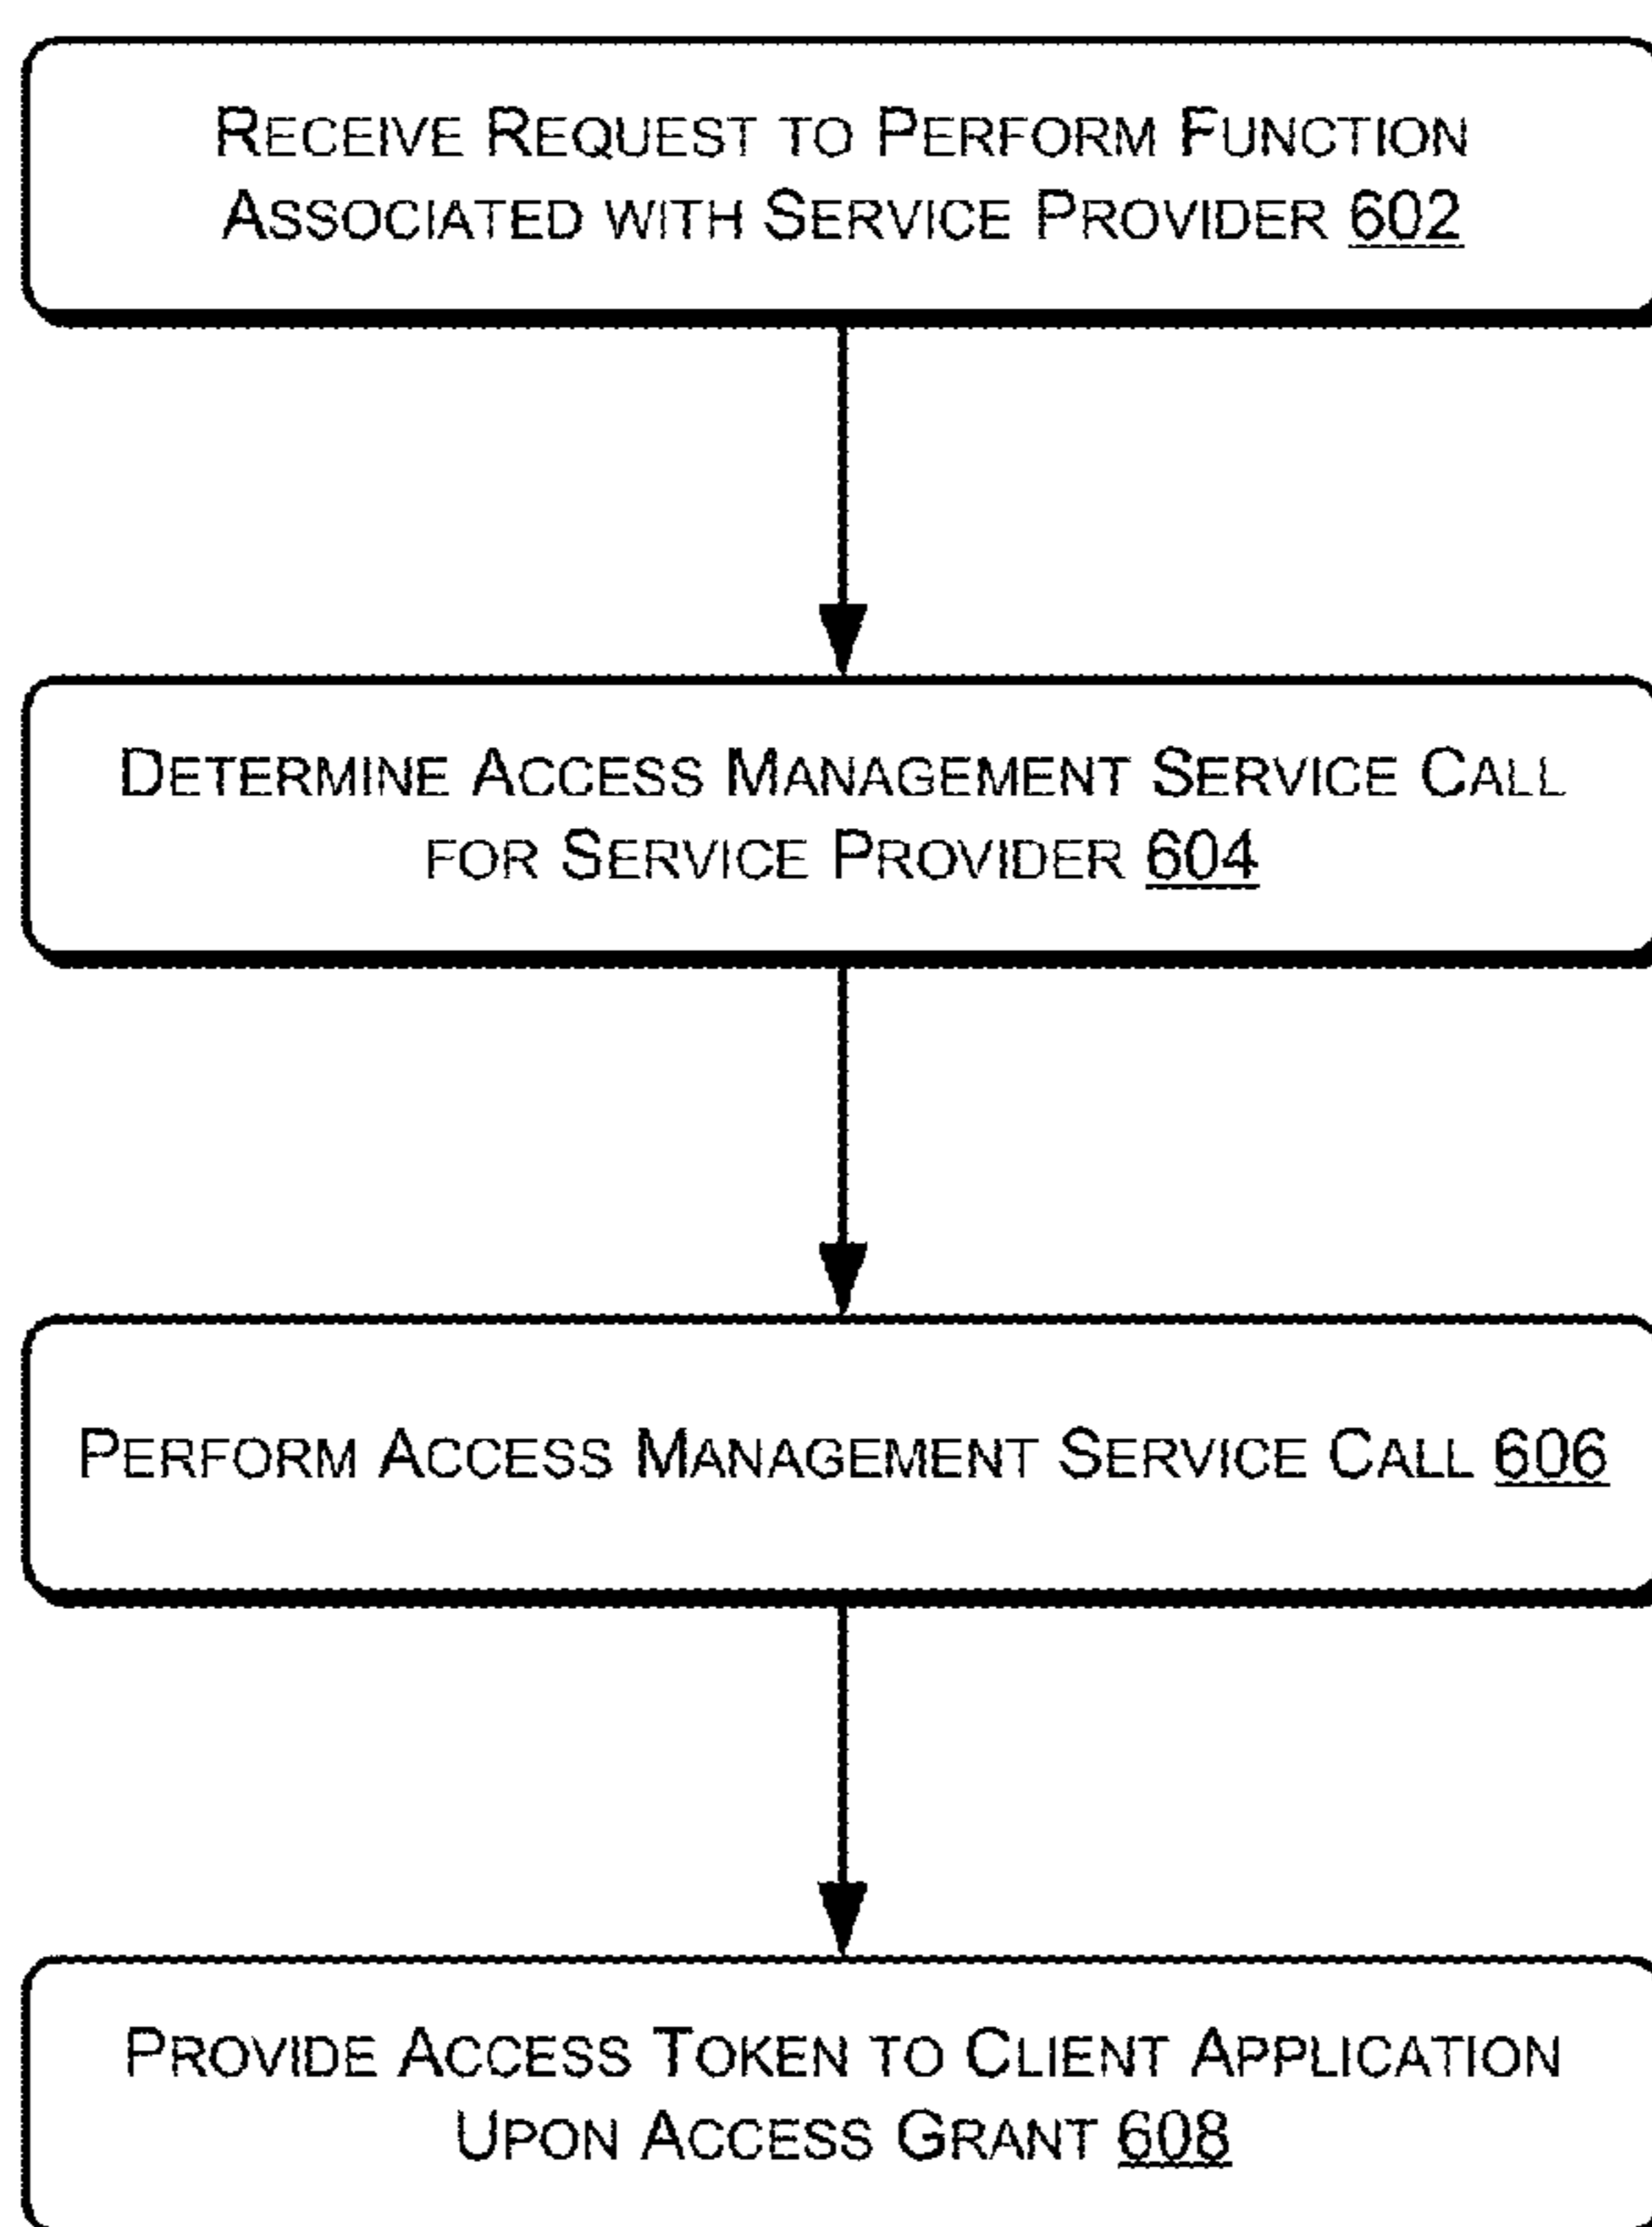 RECEIVE REQUEST TO PERFORM FUNCTION
ASSOCIATED WITH SERVICE PROVIDER 602
DETERMINE ACCESS MANAGEMENT SERVICE CALL
FOR SERVICE PROVIDER 604
PERFORM ACCESS MANAGEMENT SERVICE CALL 606
PROVIDE ACCESS TOKEN TO CLIENT APPLICATION
UPON ACCESS GRANT 608